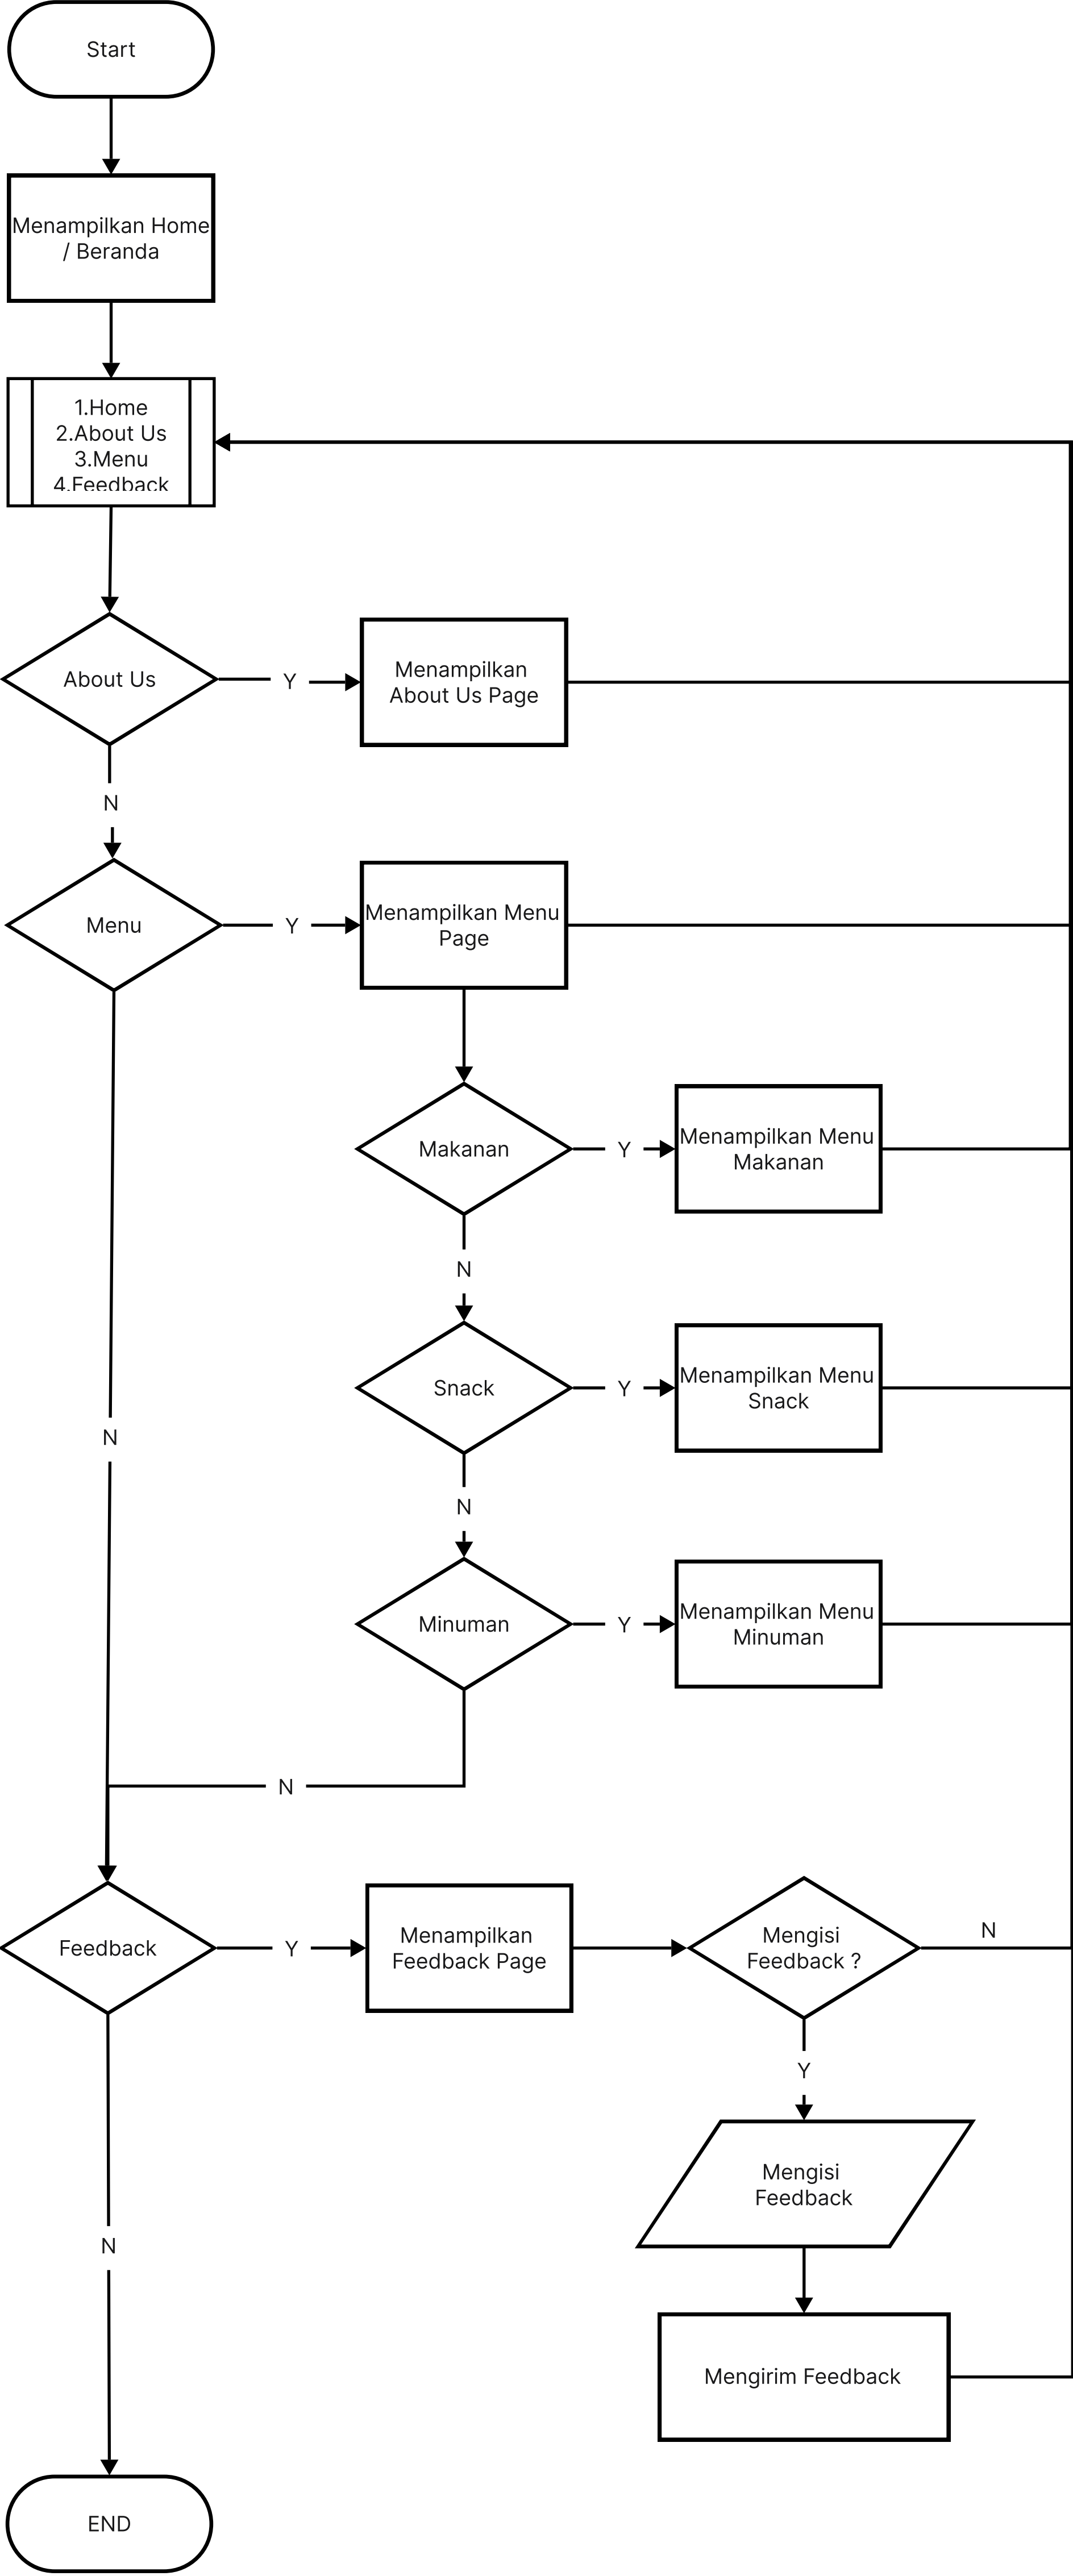 Start
Menampilkan Home
/ Beranda
1.Home
2.About Us
3.Menu
4.Feedback
About Us
Y
Menampilkan
About Us Page
N
Menu
Y
Menampilkan Menu
Page
Makanan
Y
Menampilkan Menu
Makanan
N
Snack
Y
Menampilkan Menu
Snack
N
N
Minuman
Y
Menampilkan Menu
Minuman
N
Feedback
Y
Menampilkan
Feedback Page
Mengisi
Feedback ?
N
Y
Mengisi
Feedback
N
Mengirim Feedback
END